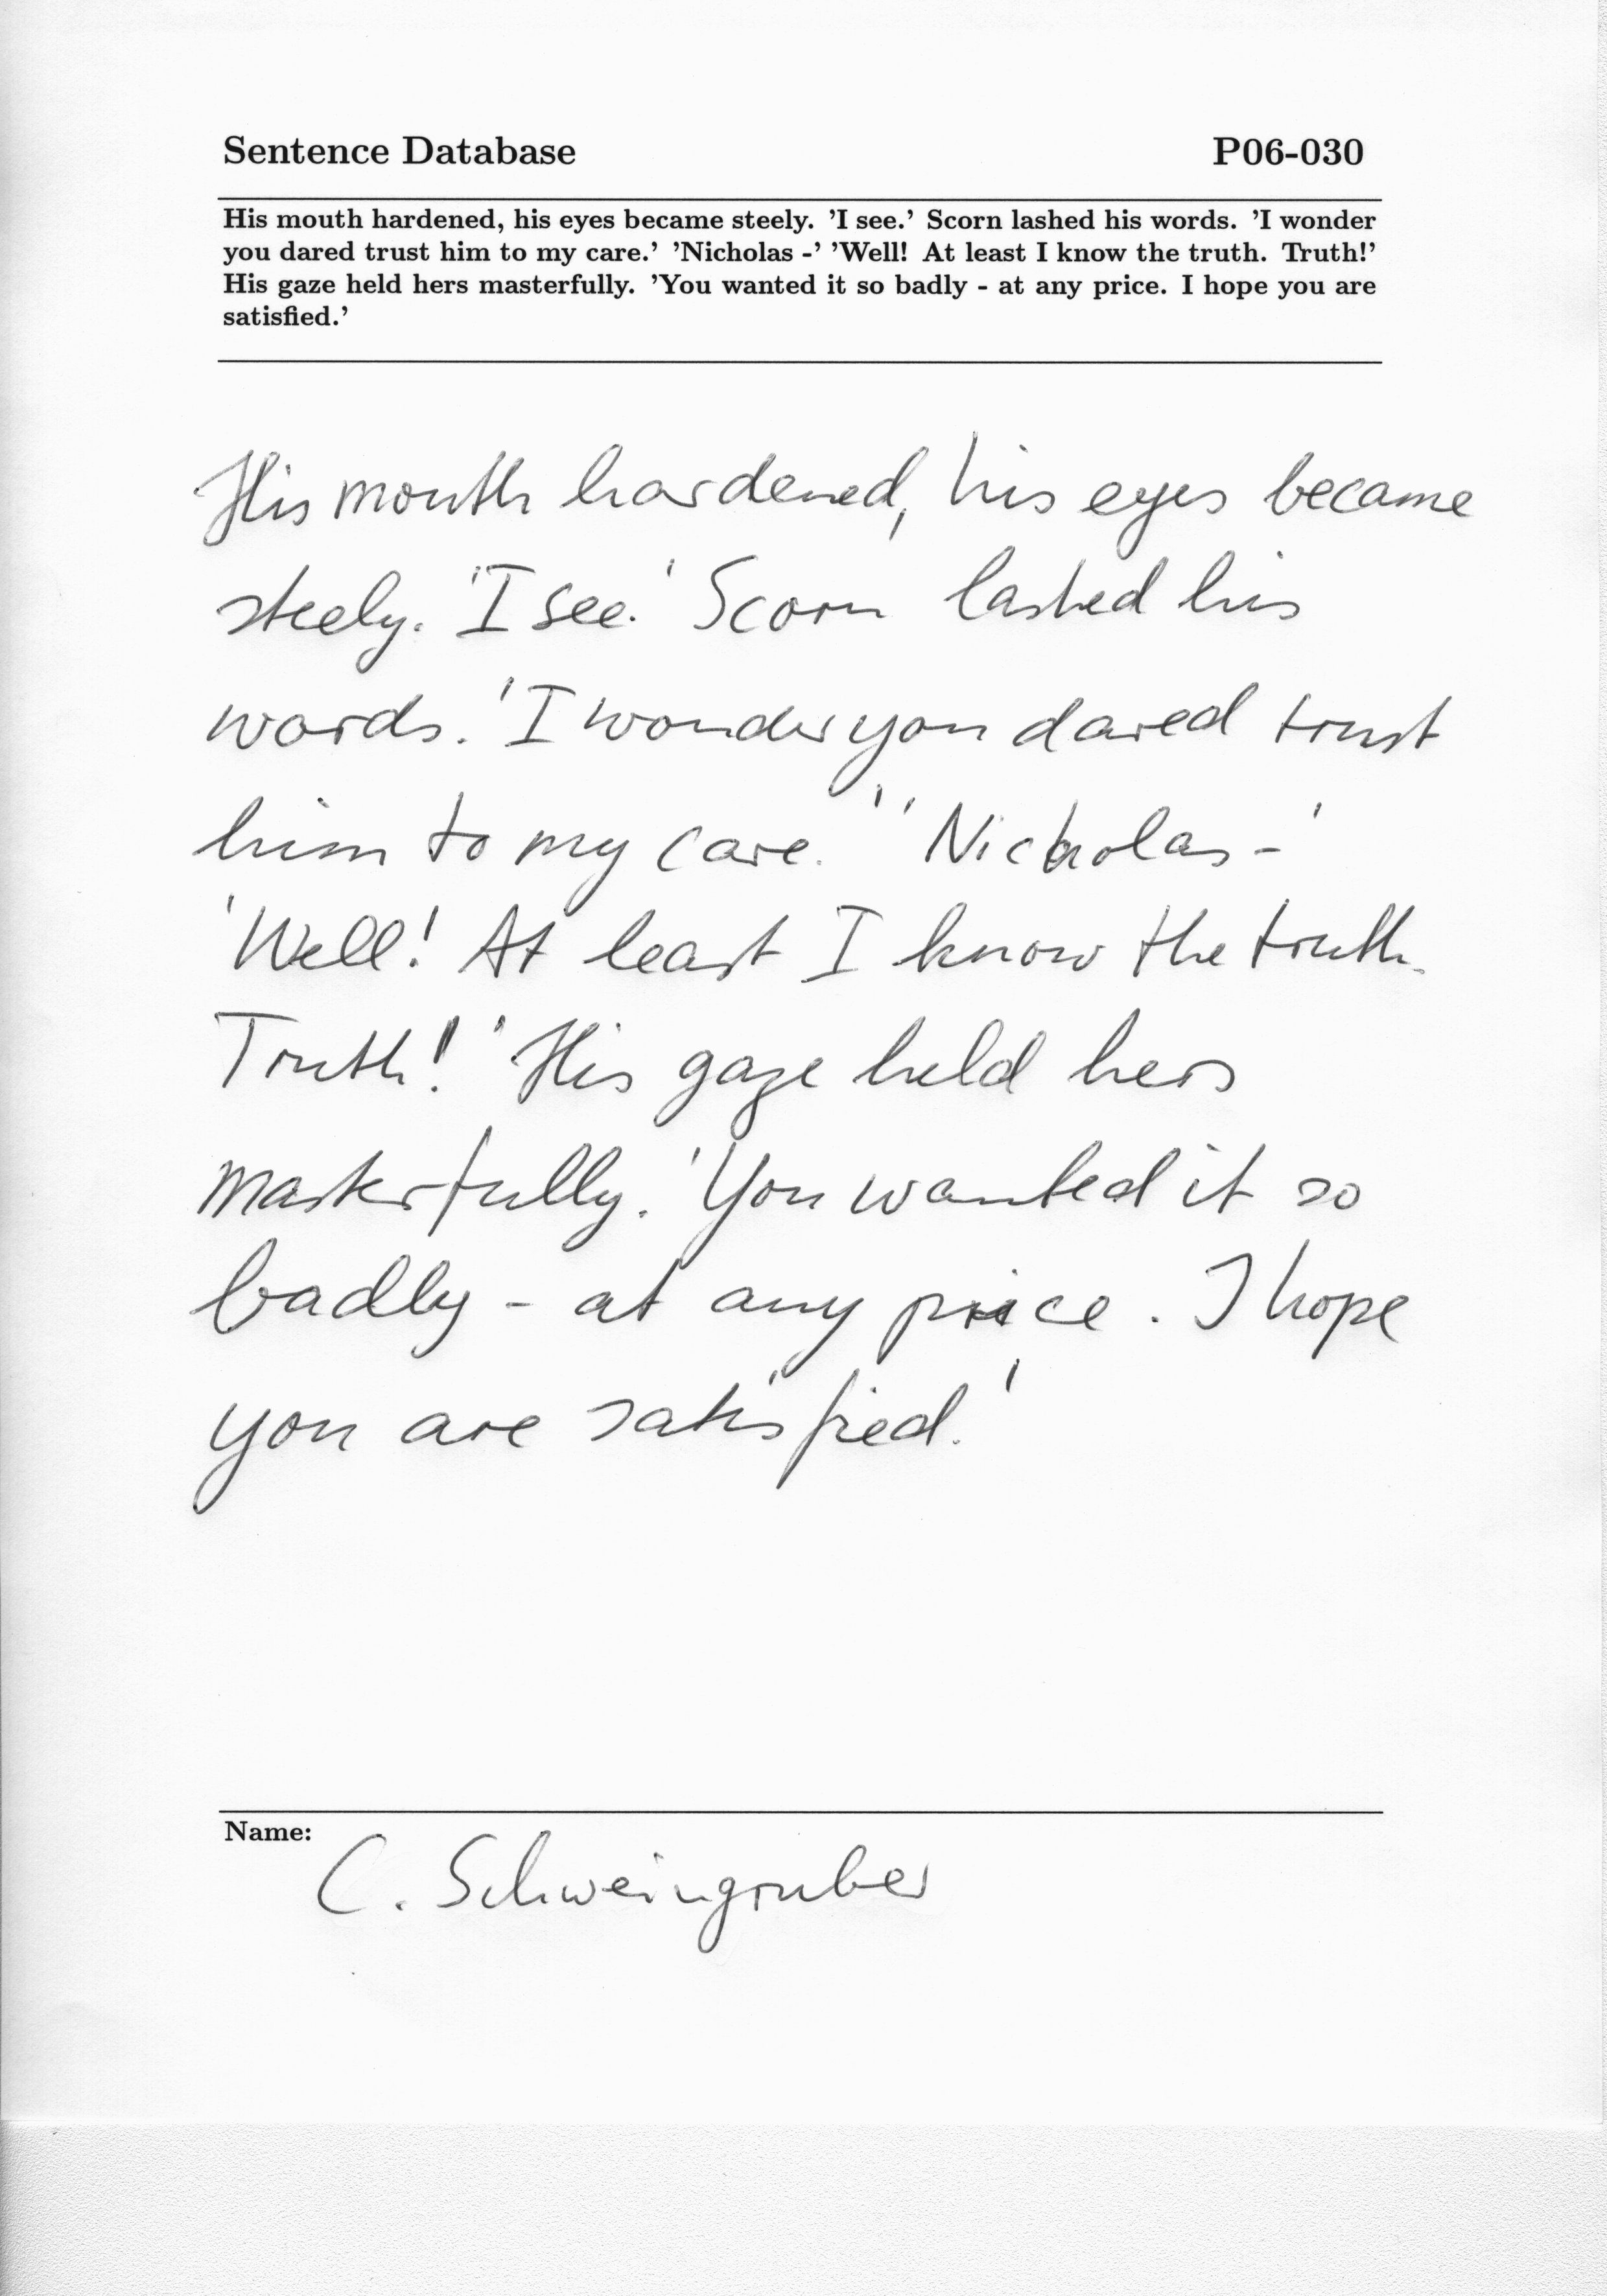 Sentence Database P06-030
His mouth hardened, his eyes became steely. ’I see.’ Scorn lashed his words. ’I wonder
you dared trust him to my care.’ ’Nicholas -’ ’Well! At least I know the truth. Truth!’
His gaze held hers masterfully. ’You wanted it so badly - at any price. I hope you are
satisfied.’
His mouth hardened, his eyes became
steely. 'I see.' Scorn lashed his
words. 'I wonder you dared trust
him to my care.' 'Nicholas -'
'Well! At least I know the truth.
Truth!' His gaze held hers
masterfully. 'You wanted it so
badly - at any price. I hope
you are satisfied.'
Name:
C. Schweingruber